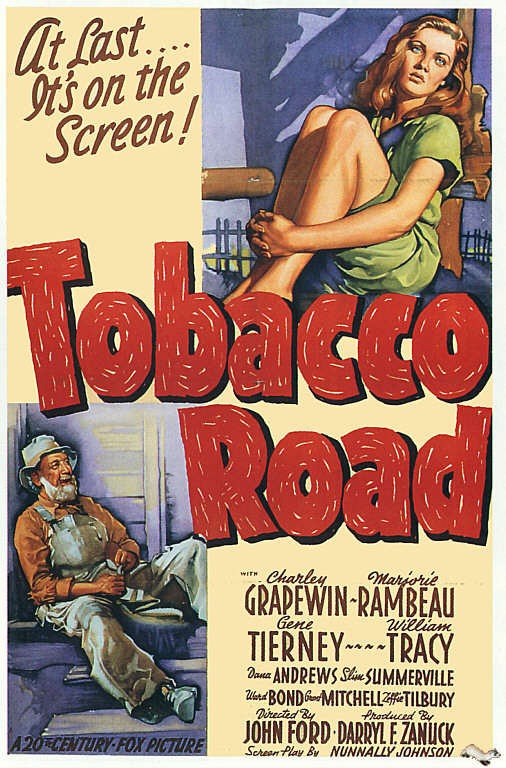 At Last....
It's on the
Screen!
Tobacco
Road
WITH Charley Marjorie
GRAPEWIN~RAMBEAU
Gene William
TIERNEY~~~~TRACY
Dana ANDREWS Slim SUMMERVILLE
Ward BOND Grant MITCHELL Zeffie TILBURY
Directed By Produced By
JOHN FORD · DARRYL F. ZANUCK
Screen Play By NUNNALLY JOHNSON
A 20TH CENTURY-FOX PICTURE